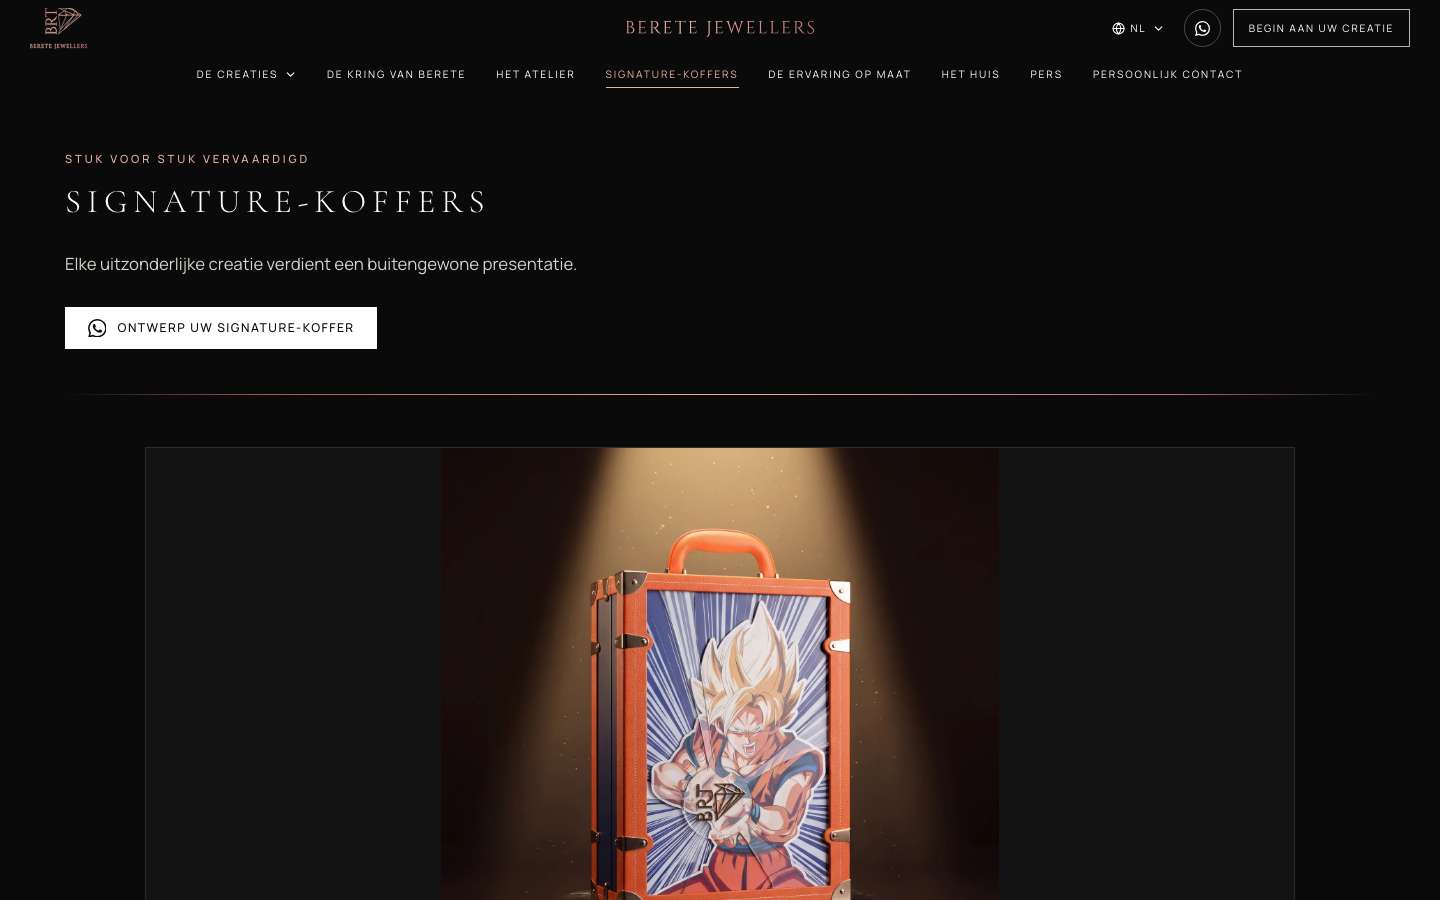 BRT
BERETE JEWELLERS
BERETE JEWELLERS
NL
BEGIN AAN UW CREATIE
DE CREATIES
DE KRING VAN BERETE
HET ATELIER
SIGNATURE-KOFFERS
DE ERVARING OP MAAT
HET HUIS
PERS
PERSOONLIJK CONTACT
STUK VOOR STUK VERVAARDIGD
SIGNATURE-KOFFERS
Elke uitzonderlijke creatie verdient een buitengewone presentatie.
ONTWERP UW SIGNATURE-KOFFER
BRT